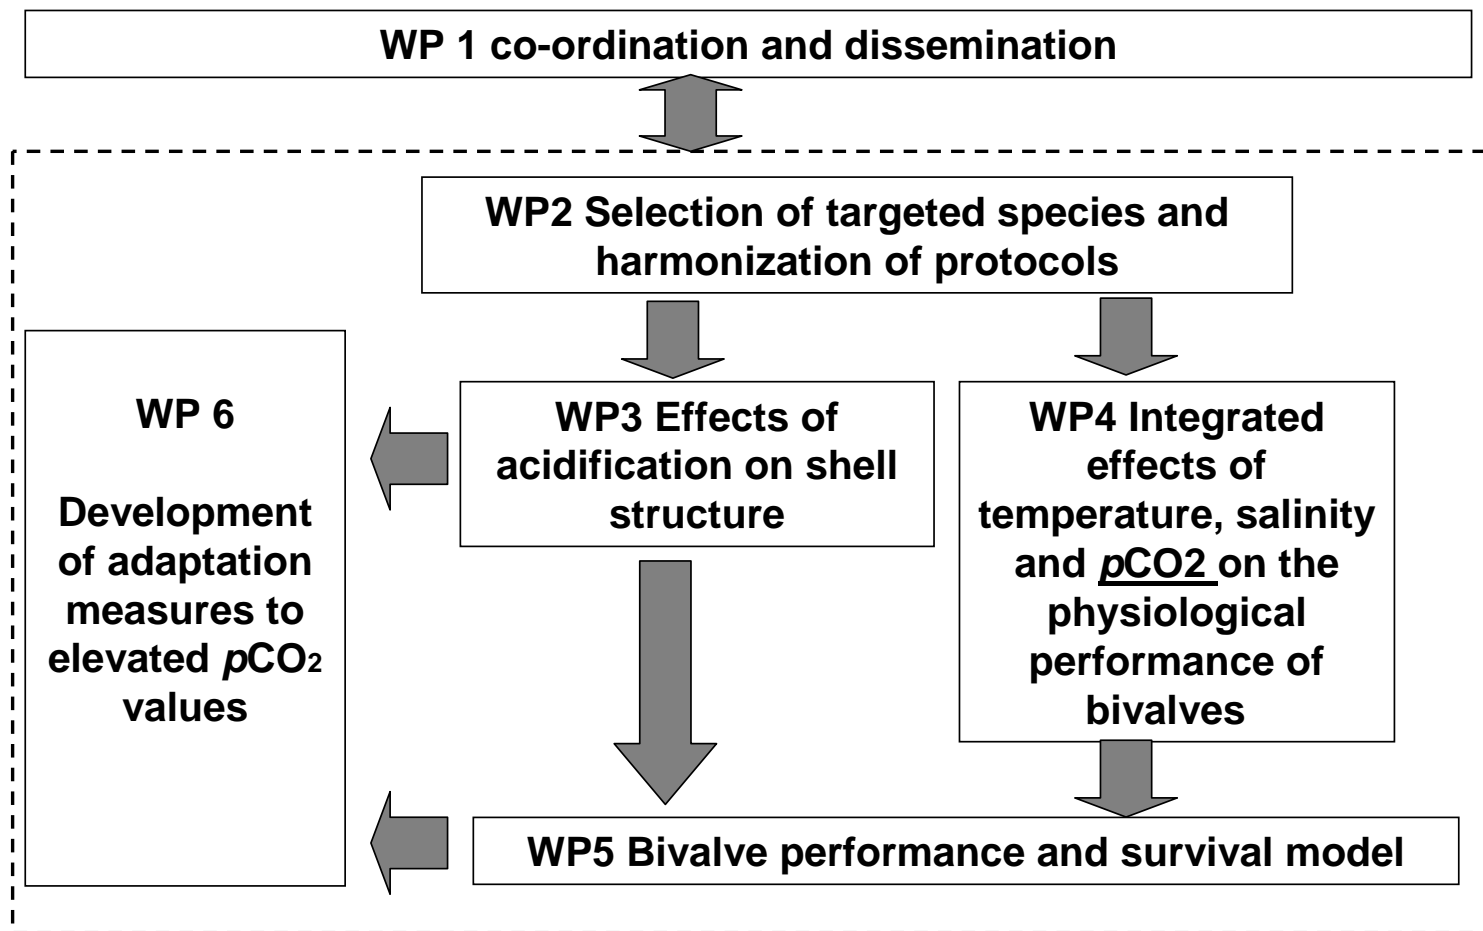 WP 1 co-ordination and dissemination
WP2 Selection of targeted species and
harmonization of protocols
WP 6
Development
of adaptation
measures to
elevated pCO₂
values
WP3 Effects of
acidification on shell
structure
WP4 Integrated
effects of
temperature, salinity
and pCO2 on the
physiological
performance of
bivalves
WP5 Bivalve performance and survival model